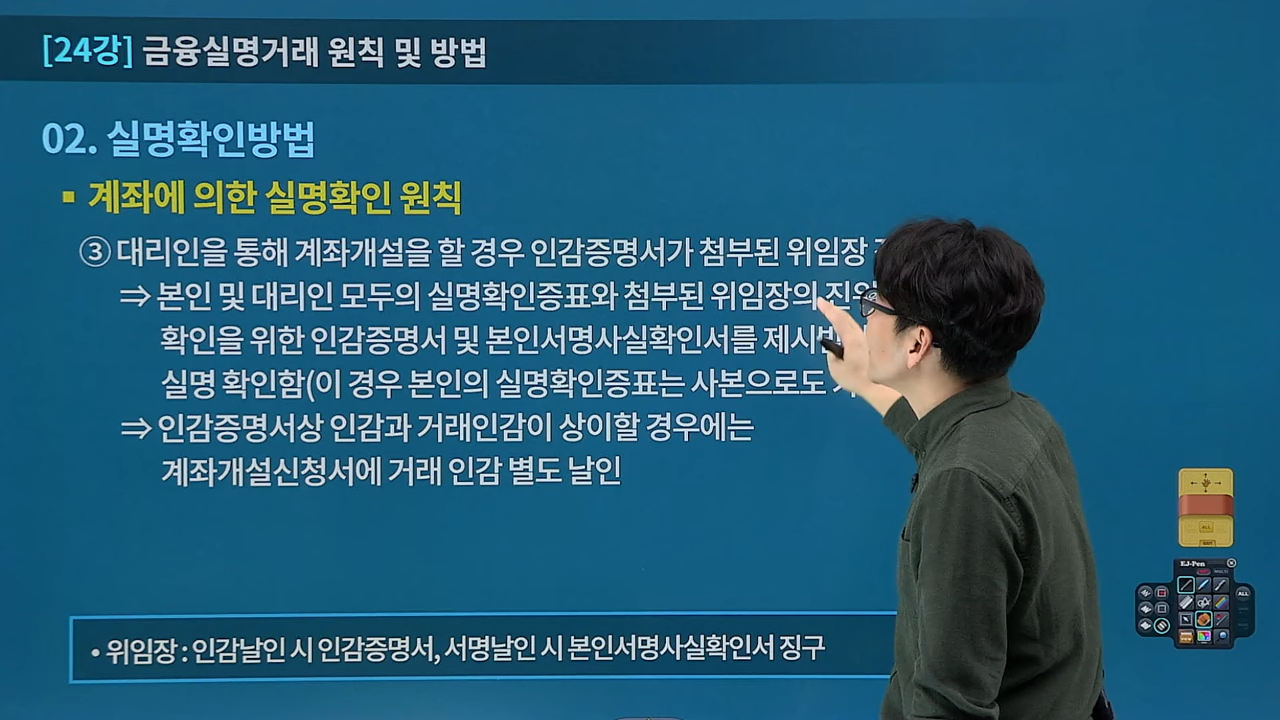 [24강] 금융실명거래 원칙 및 방법
02. 실명확인방법
▪ 계좌에 의한 실명확인 원칙
③ 대리인을 통해 계좌개설을 할 경우 인감증명서가 첨부된 위임장
⇒ 본인 및 대리인 모두의 실명확인증표와 첨부된 위임장의 진위
확인을 위한 인감증명서 및 본인서명사실확인서를
실명 확인함(이 경우 본인의 실명확인증표는 사본으로도
⇒ 인감증명서상 인감과 거래인감이 상이할 경우에는
계좌개설신청서에 거래 인감 별도 날인
• 위임장 : 인감날인 시 인감증명서, 서명날인 시 본인서명사실확인서 징구
EJ-Pen
ALL
ALL